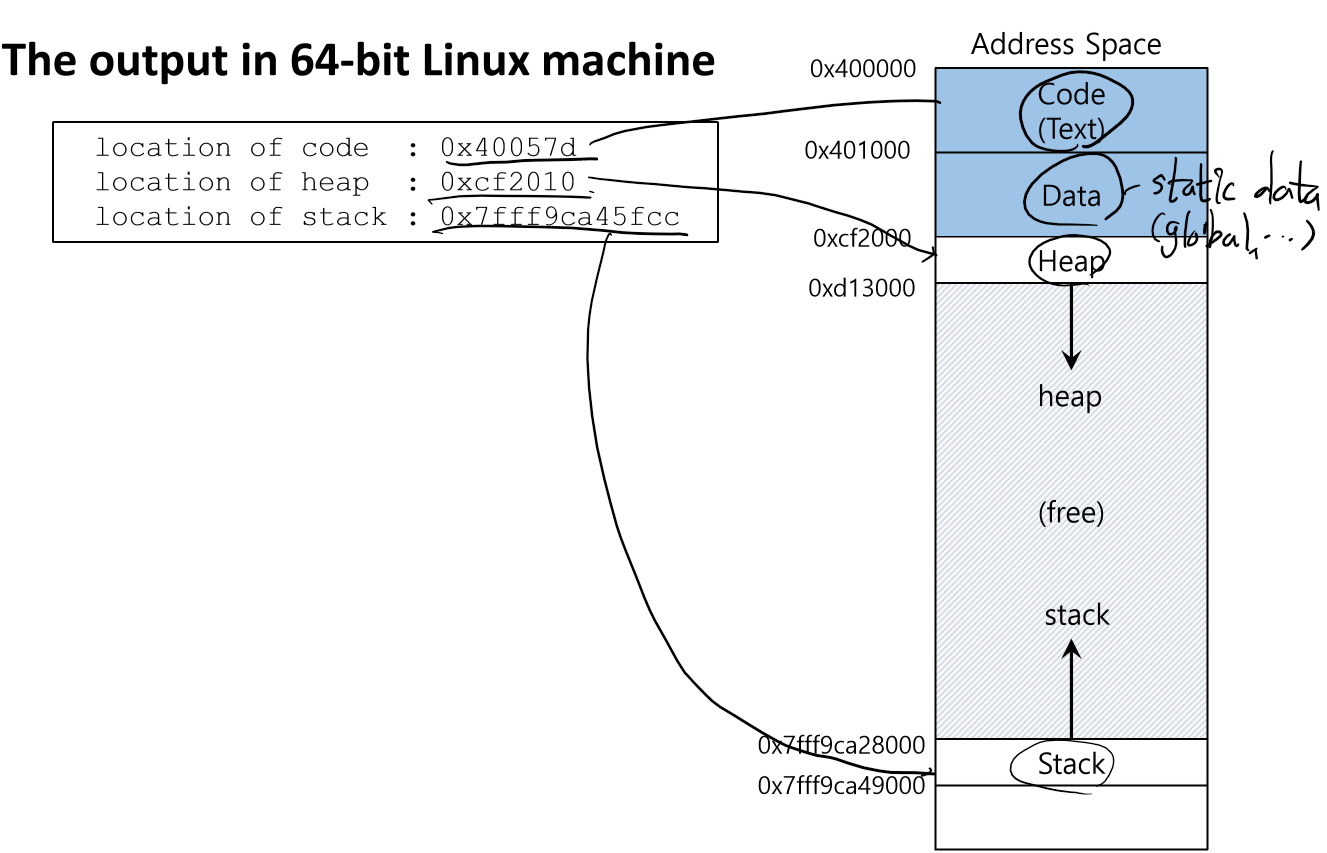 The output in 64-bit Linux machine
location of code : 0x40057d
location of heap : 0xcf2010
location of stack : 0x7fff9ca45fcc
Address Space
0x400000
Code
(Text)
0x401000
Data
static data
(global, ...)
0xcf2000
Heap
0xd13000
heap
(free)
stack
0x7fff9ca28000
Stack
0x7fff9ca49000